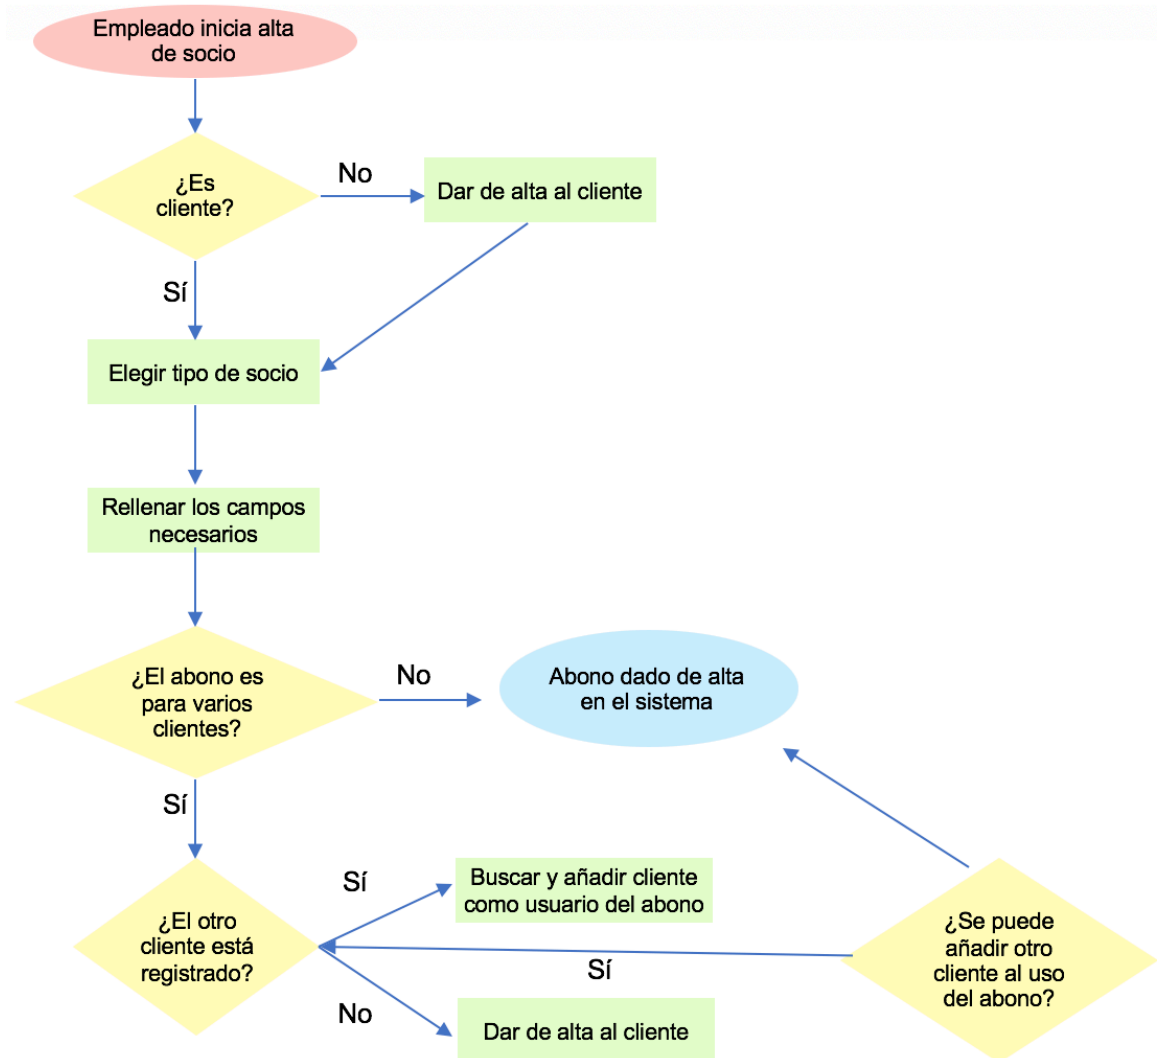 Empleado inicia alta
de socio
¿Es
cliente?
No
Dar de alta al cliente
Sí
Elegir tipo de socio
Rellenar los campos
necesarios
¿El abono es
para varios
clientes?
No
Abono dado de alta
en el sistema
Sí
¿El otro
cliente está
registrado?
Sí
Buscar y añadir cliente
como usuario del abono
Sí
No
Dar de alta al cliente
¿Se puede
añadir otro
cliente al uso
del abono?